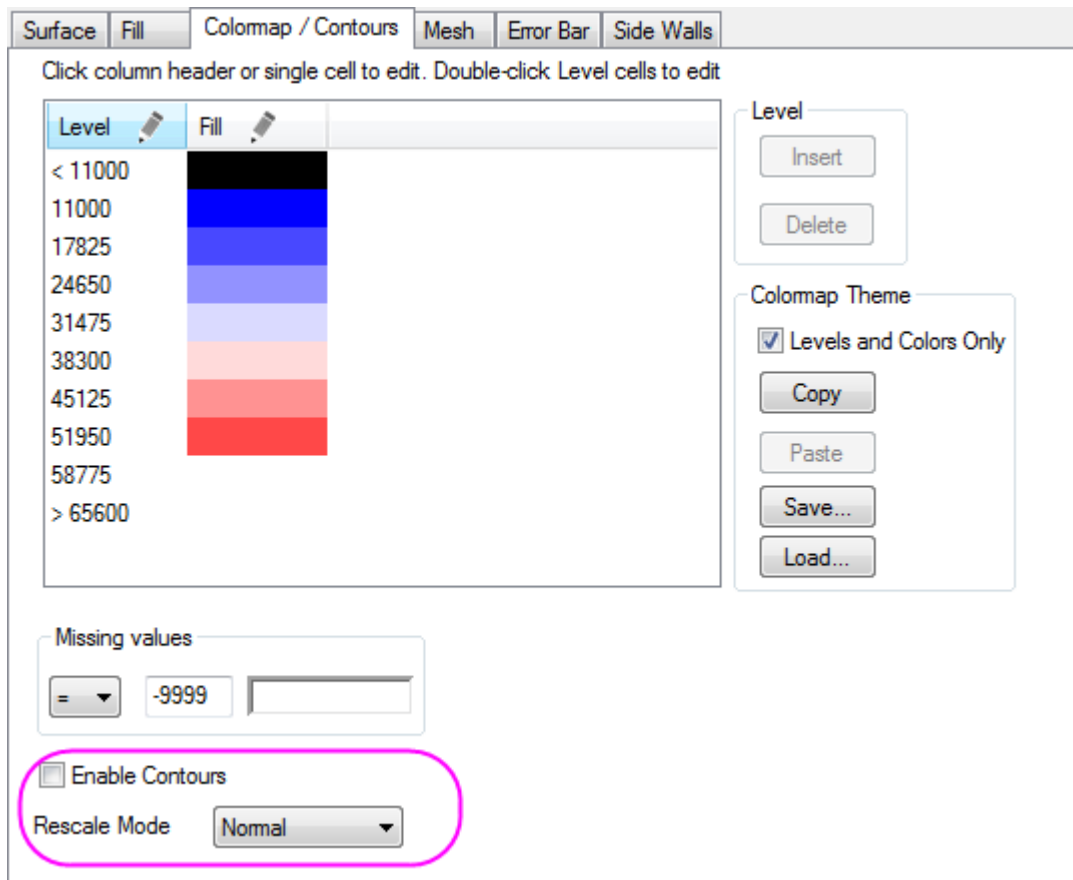 Surface Fill Colormap / Contours Mesh Error Bar Side Walls
Click column header or single cell to edit. Double-click Level cells to edit
Level Fill
< 11000
11000
17825
24650
31475
38300
45125
51950
58775
> 65600
Level
Insert
Delete
Colormap Theme
Levels and Colors Only
Copy
Paste
Save...
Load...
Missing values
= -9999
Enable Contours
Rescale Mode Normal